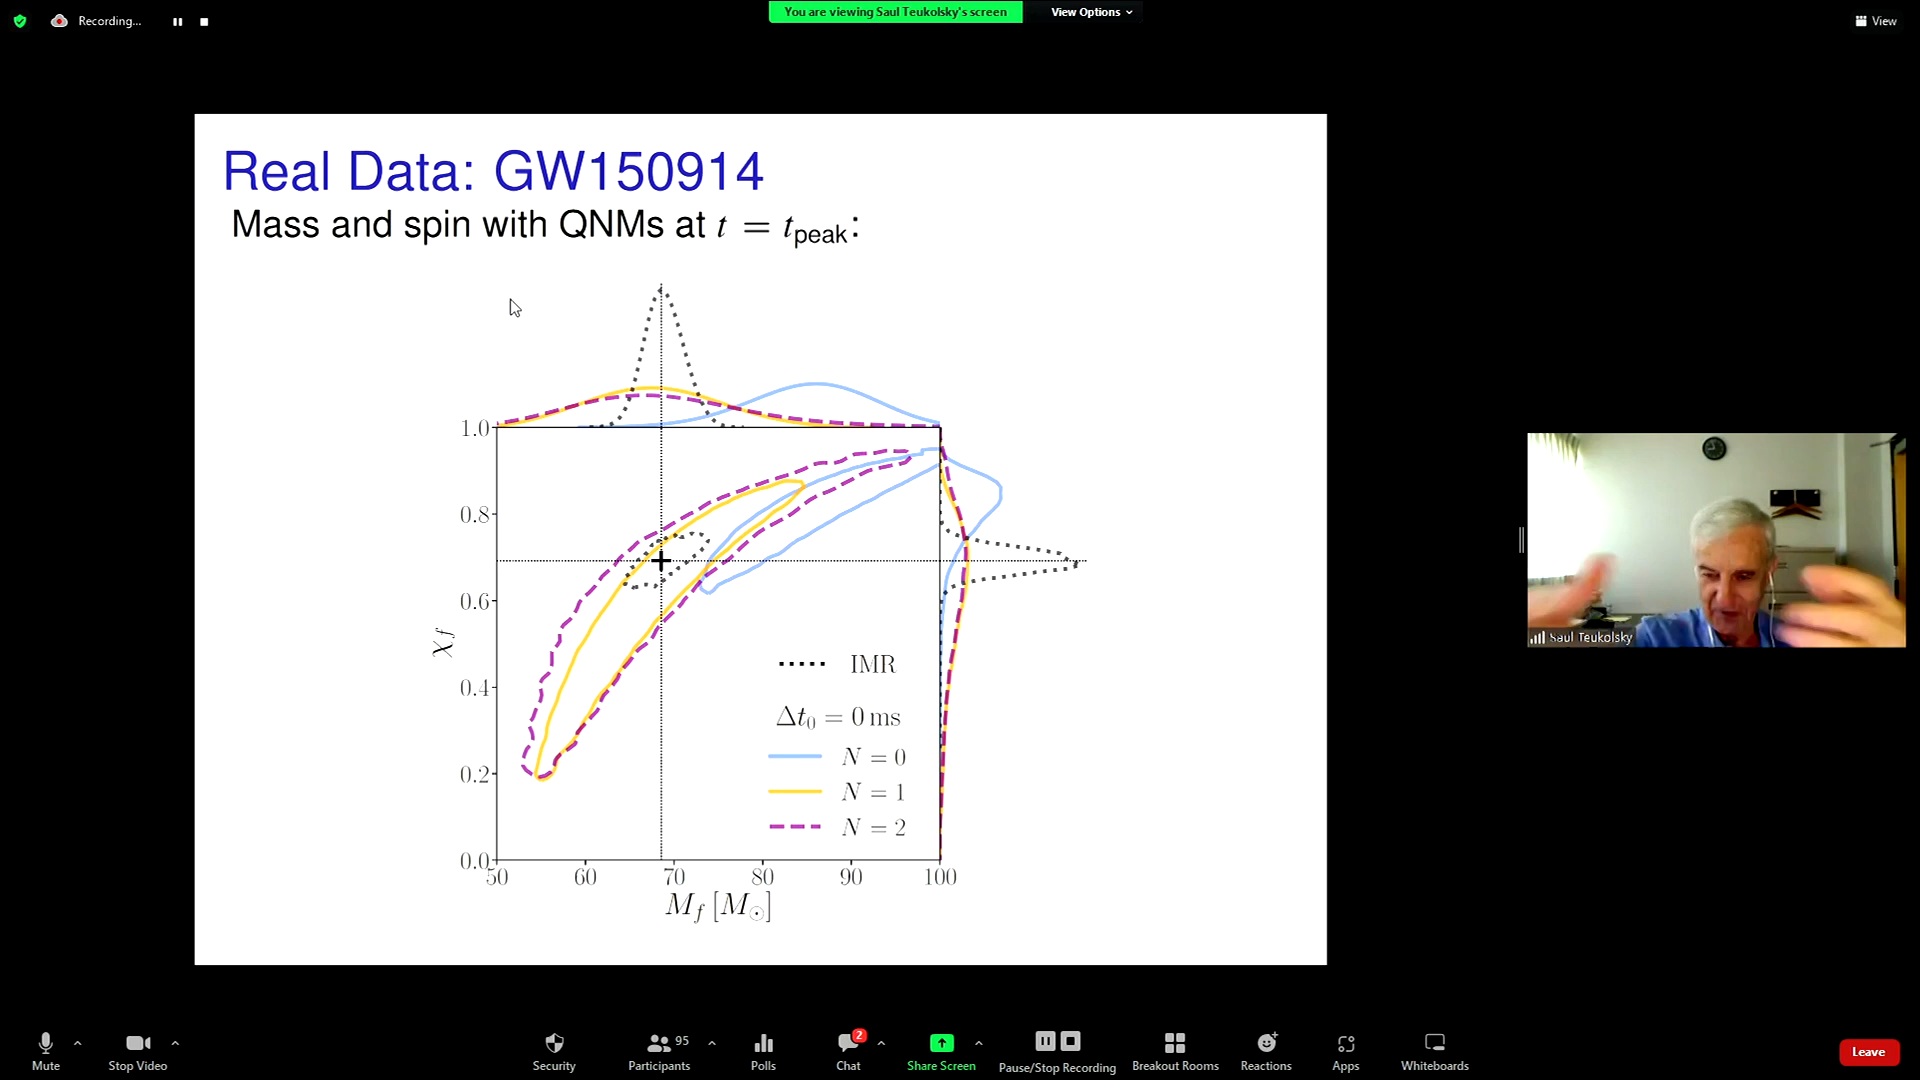 Recording...
You are viewing Saul Teukolsky's screen
View Options
View
Real Data: GW150914
Mass and spin with QNMs at t = t_peak:
1.0
0.8
0.6
0.4
0.2
0.0
χ_f
IMR
Δt_0 = 0 ms
N = 0
N = 1
N = 2
50 60 70 80 90 100
M_f [M_⊙]
Saul Teukolsky
Mute
Stop Video
Security
95
Participants
Polls
2
Chat
Share Screen
Pause/Stop Recording
Breakout Rooms
Reactions
Apps
Whiteboards
Leave